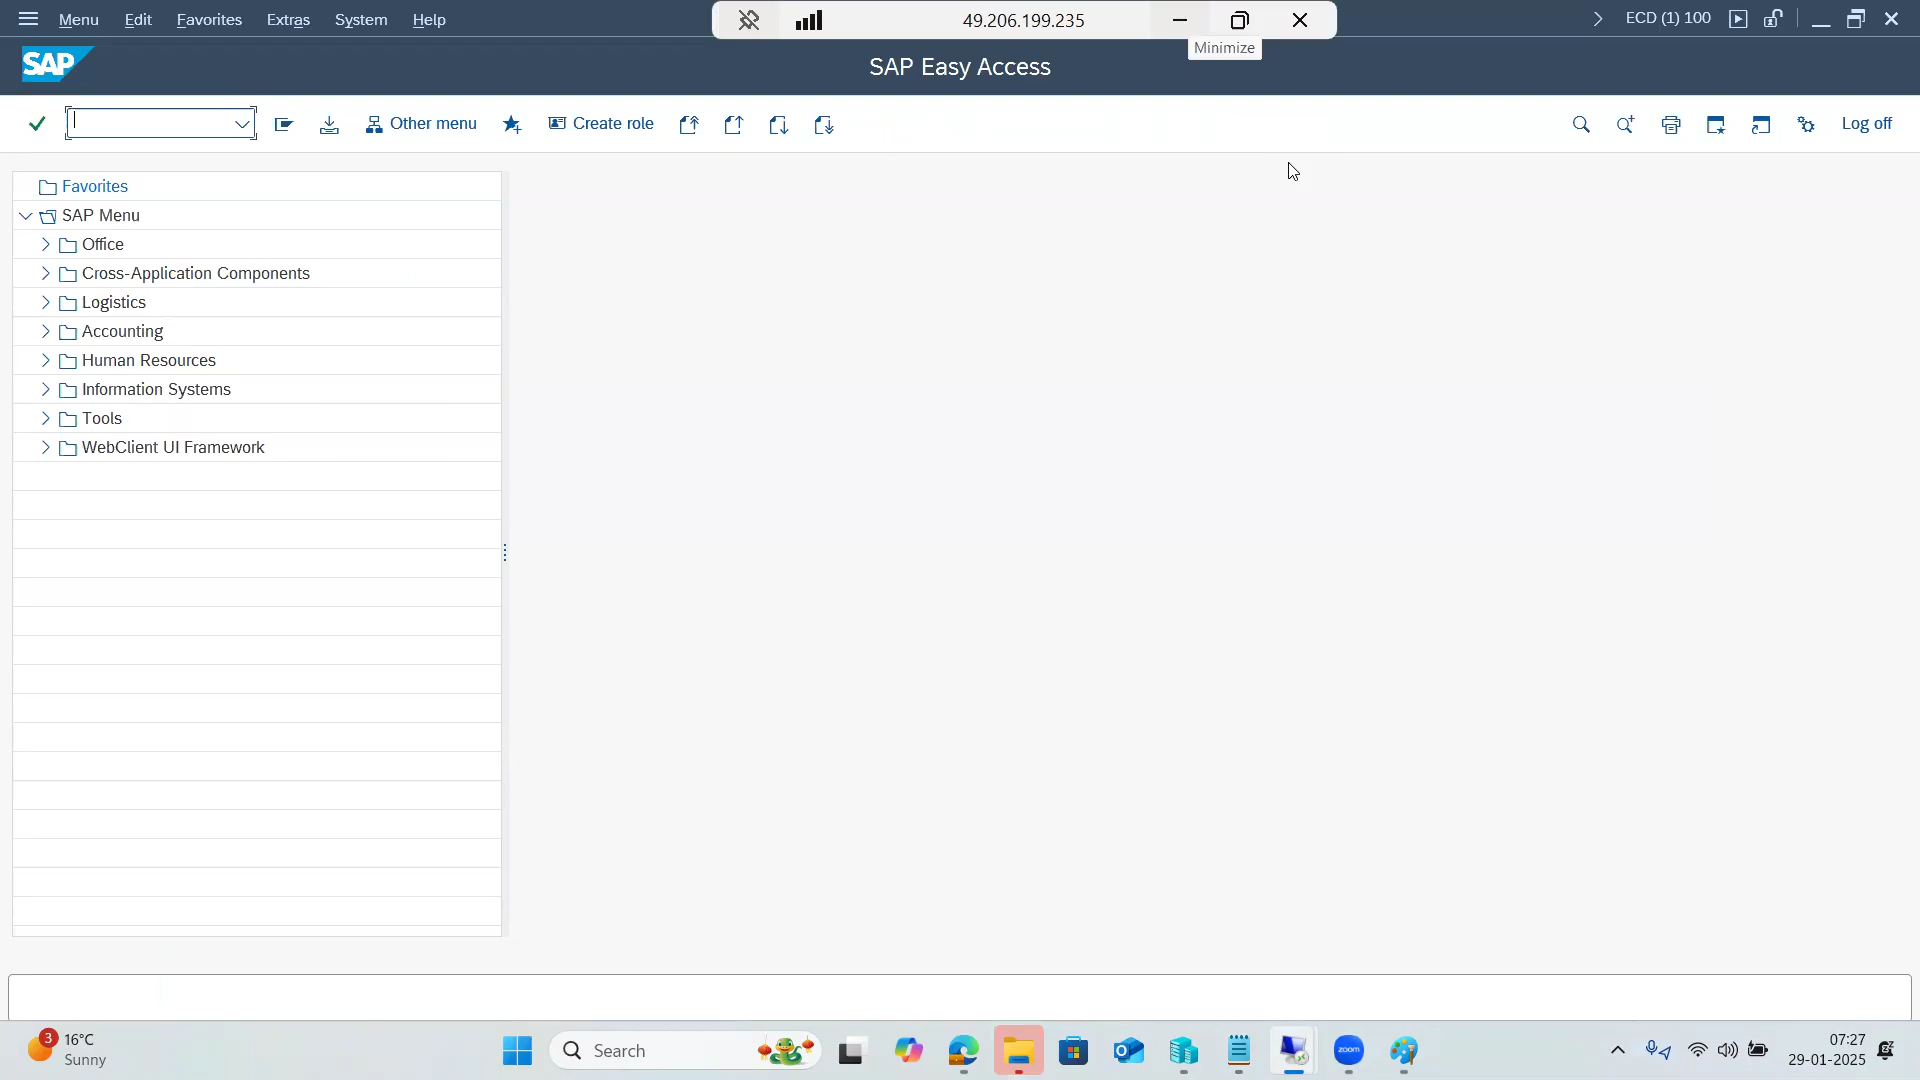 Menu Edit Favorites Extras System Help
49.206.199.235
ECD (1) 100
Minimize
SAP
SAP Easy Access
Other menu
Create role
Log off
Favorites
SAP Menu
Office
Cross-Application Components
Logistics
Accounting
Human Resources
Information Systems
Tools
WebClient UI Framework
3
16°C
Sunny
Search
zoom
07:27
29-01-2025